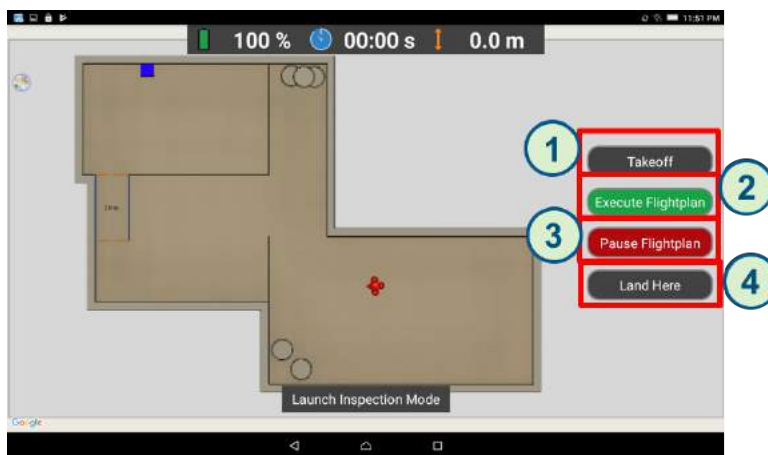 11:51 PM
100 % 00:00 s 0.0 m
1
Takeoff
2
Execute Flightplan
3
Pause Flightplan
4
Land Here
Launch Inspection Mode
Google